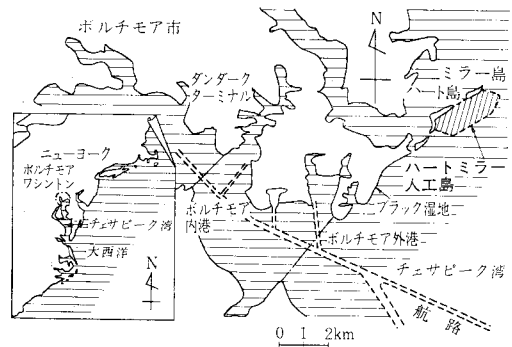 ボルチモア市
N
ダンダーク
ターミナル
ミラー島
ハート島
ハートミラー
人工島
ニューヨーク
ボルチモア
ワシントン
チェサピーク湾
大西洋
N
ボルチモア
内港
ブラック湿地
ボルチモア外港
チェサピーク湾
航路
0 1 2km